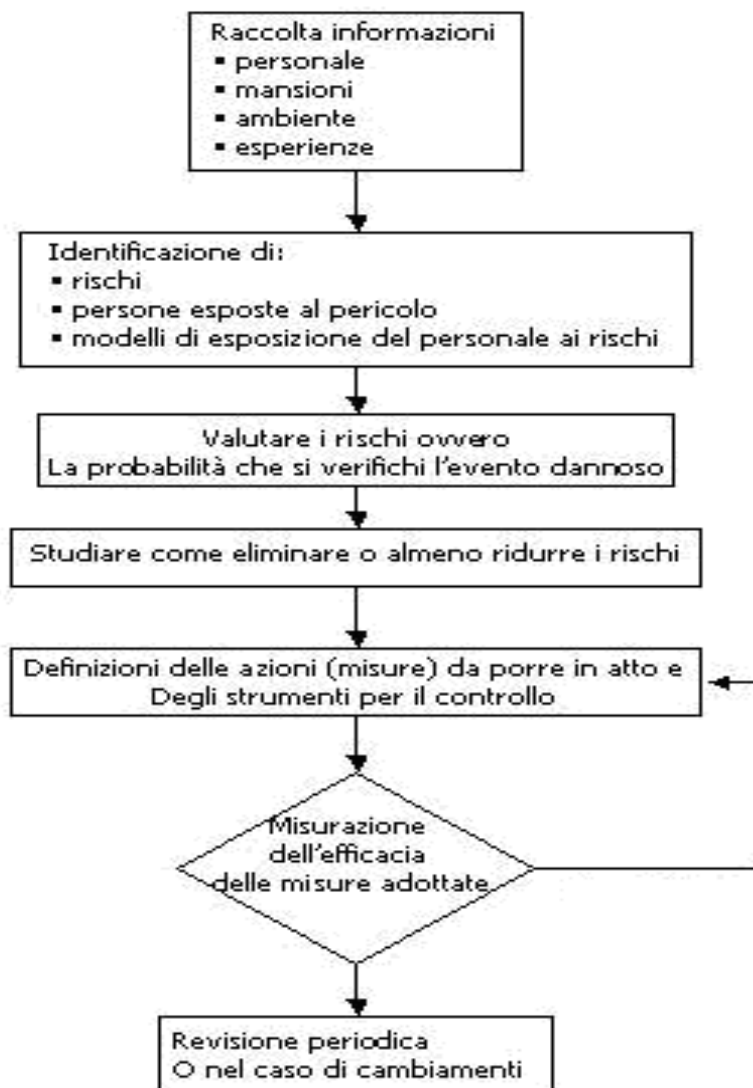 Raccolta informazioni
▪ personale
▪ mansioni
▪ ambiente
▪ esperienze
Identificazione di:
▪ rischi
▪ persone esposte al pericolo
▪ modelli di esposizione del personale ai rischi
Valutare i rischi ovvero
La probabilità che si verifichi l'evento dannoso
Studiare come eliminare o almeno ridurre i rischi
Definizioni delle azioni (misure) da porre in atto e
Degli strumenti per il controllo
Misurazione
dell'efficacia
delle misure adottate
Revisione periodica
O nel caso di cambiamenti